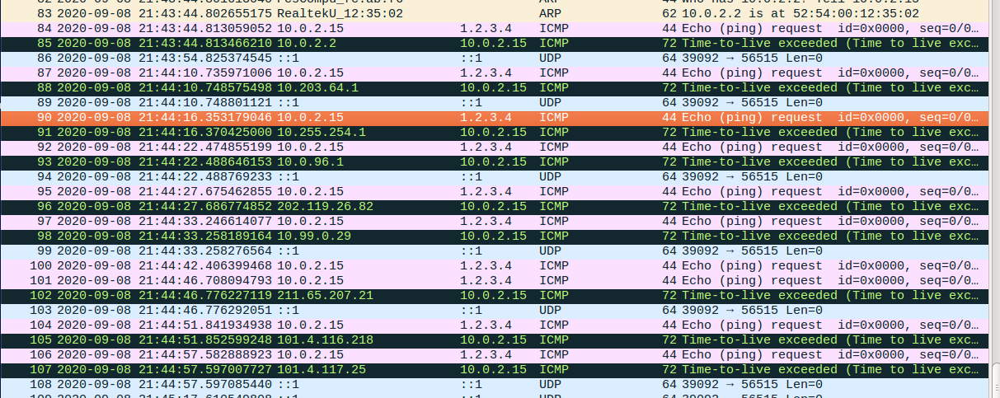 83 2020-09-08 21:43:44.802655175 RealtekU_12:35:02 ARP 62 10.0.2.2 is at 52:54:00:12:35:02
84 2020-09-08 21:43:44.813059052 10.0.2.15 1.2.3.4 ICMP 44 Echo (ping) request id=0x0000, seq=0/0…
85 2020-09-08 21:43:44.813466210 10.0.2.2 10.0.2.15 ICMP 72 Time-to-live exceeded (Time to live exc…
86 2020-09-08 21:43:54.825374545 ::1 ::1 UDP 64 39092 → 56515 Len=0
87 2020-09-08 21:44:10.735971006 10.0.2.15 1.2.3.4 ICMP 44 Echo (ping) request id=0x0000, seq=0/0…
88 2020-09-08 21:44:10.748575498 10.203.64.1 10.0.2.15 ICMP 72 Time-to-live exceeded (Time to live exc…
89 2020-09-08 21:44:10.748801121 ::1 ::1 UDP 64 39092 → 56515 Len=0
90 2020-09-08 21:44:16.353179046 10.0.2.15 1.2.3.4 ICMP 44 Echo (ping) request id=0x0000, seq=0/0…
91 2020-09-08 21:44:16.370425000 10.255.254.1 10.0.2.15 ICMP 72 Time-to-live exceeded (Time to live exc…
92 2020-09-08 21:44:22.474855199 10.0.2.15 1.2.3.4 ICMP 44 Echo (ping) request id=0x0000, seq=0/0…
93 2020-09-08 21:44:22.488646153 10.0.96.1 10.0.2.15 ICMP 72 Time-to-live exceeded (Time to live exc…
94 2020-09-08 21:44:22.488769233 ::1 ::1 UDP 64 39092 → 56515 Len=0
95 2020-09-08 21:44:27.675462855 10.0.2.15 1.2.3.4 ICMP 44 Echo (ping) request id=0x0000, seq=0/0…
96 2020-09-08 21:44:27.686774852 202.119.26.82 10.0.2.15 ICMP 72 Time-to-live exceeded (Time to live exc…
97 2020-09-08 21:44:33.246614077 10.0.2.15 1.2.3.4 ICMP 44 Echo (ping) request id=0x0000, seq=0/0…
98 2020-09-08 21:44:33.258189164 10.99.0.29 10.0.2.15 ICMP 72 Time-to-live exceeded (Time to live exc…
99 2020-09-08 21:44:33.258276564 ::1 ::1 UDP 64 39092 → 56515 Len=0
100 2020-09-08 21:44:42.406399468 10.0.2.15 1.2.3.4 ICMP 44 Echo (ping) request id=0x0000, seq=0/0…
101 2020-09-08 21:44:46.708094793 10.0.2.15 1.2.3.4 ICMP 44 Echo (ping) request id=0x0000, seq=0/0…
102 2020-09-08 21:44:46.776227119 211.65.207.21 10.0.2.15 ICMP 72 Time-to-live exceeded (Time to live exc…
103 2020-09-08 21:44:46.776292051 ::1 ::1 UDP 64 39092 → 56515 Len=0
104 2020-09-08 21:44:51.841934938 10.0.2.15 1.2.3.4 ICMP 44 Echo (ping) request id=0x0000, seq=0/0…
105 2020-09-08 21:44:51.852599248 101.4.116.218 10.0.2.15 ICMP 72 Time-to-live exceeded (Time to live exc…
106 2020-09-08 21:44:57.582888923 10.0.2.15 1.2.3.4 ICMP 44 Echo (ping) request id=0x0000, seq=0/0…
107 2020-09-08 21:44:57.597007727 101.4.117.25 10.0.2.15 ICMP 72 Time-to-live exceeded (Time to live exc…
108 2020-09-08 21:44:57.597085440 ::1 ::1 UDP 64 39092 → 56515 Len=0